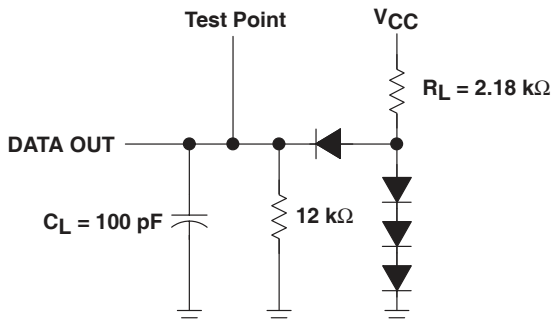 Test Point
VCC
RL = 2.18 kΩ
DATA OUT
CL = 100 pF
12 kΩ